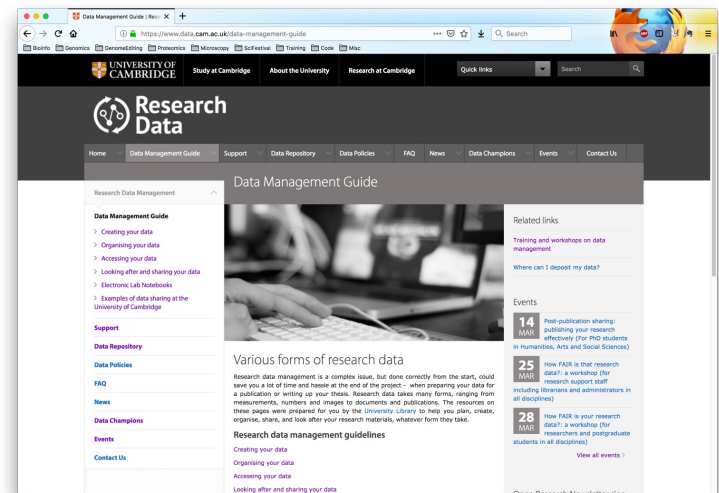 Data Management Guide | Rese
https://www.data.cam.ac.uk/data-management-guide
Search
Bioinfo Genomics GenomeEditing Proteomics Microscopy SciFestival Training Code Misc
UNIVERSITY OF
CAMBRIDGE
Study at Cambridge About the University Research at Cambridge Quick links Search
Research
Data
Home Data Management Guide Support Data Repository Data Policies FAQ News Data Champions Events Contact Us
Research Data Management
Data Management Guide
Creating your data
Organising your data
Accessing your data
Looking after and sharing your data
Electronic Lab Notebooks
Examples of data sharing at the
University of Cambridge
Support
Data Repository
Data Policies
FAQ
News
Data Champions
Events
Contact Us
Data Management Guide
Various forms of research data
Research data management is a complex issue, but done correctly from the start, could
save you a lot of time and hassle at the end of the project - when preparing your data for
a publication or writing up your thesis. Research data takes many forms, ranging from
measurements, numbers and images to documents and publications. The resources on
these pages were prepared for you by the University Library to help you plan, create,
organise, share, and look after your research materials, whatever form they take.
Research data management guidelines
Creating your data
Organising your data
Accessing your data
Looking after and sharing your data
Related links
Training and workshops on data
management
Where can I deposit my data?
Events
14
MAR
Post-publication sharing:
publishing your research
effectively (For PhD students
in Humanities, Arts and Social Sciences)
25
MAR
How FAIR is that research
data?: a workshop (for
research support staff
including librarians and administrators in
all disciplines)
28
MAR
How FAIR is your research
data?: a workshop (for
researchers and postgraduate
students in all disciplines)
View all events